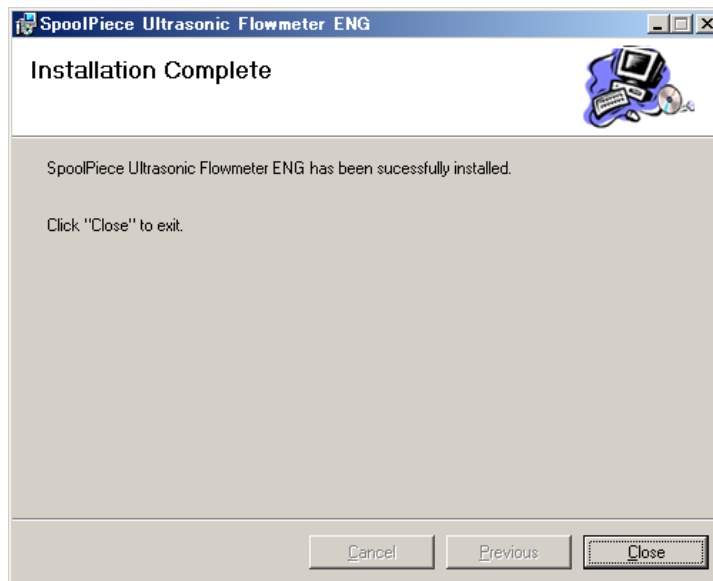 SpoolPiece Ultrasonic Flowmeter ENG
Installation Complete
SpoolPiece Ultrasonic Flowmeter ENG has been sucessfully installed.
Click "Close" to exit.
Cancel Previous Close